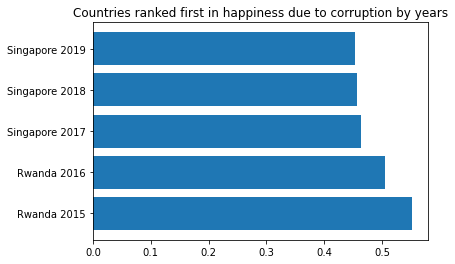 Countries ranked first in happiness due to corruption by years
Singapore 2019
Singapore 2018
Singapore 2017
Rwanda 2016
Rwanda 2015
0.0 0.1 0.2 0.3 0.4 0.5